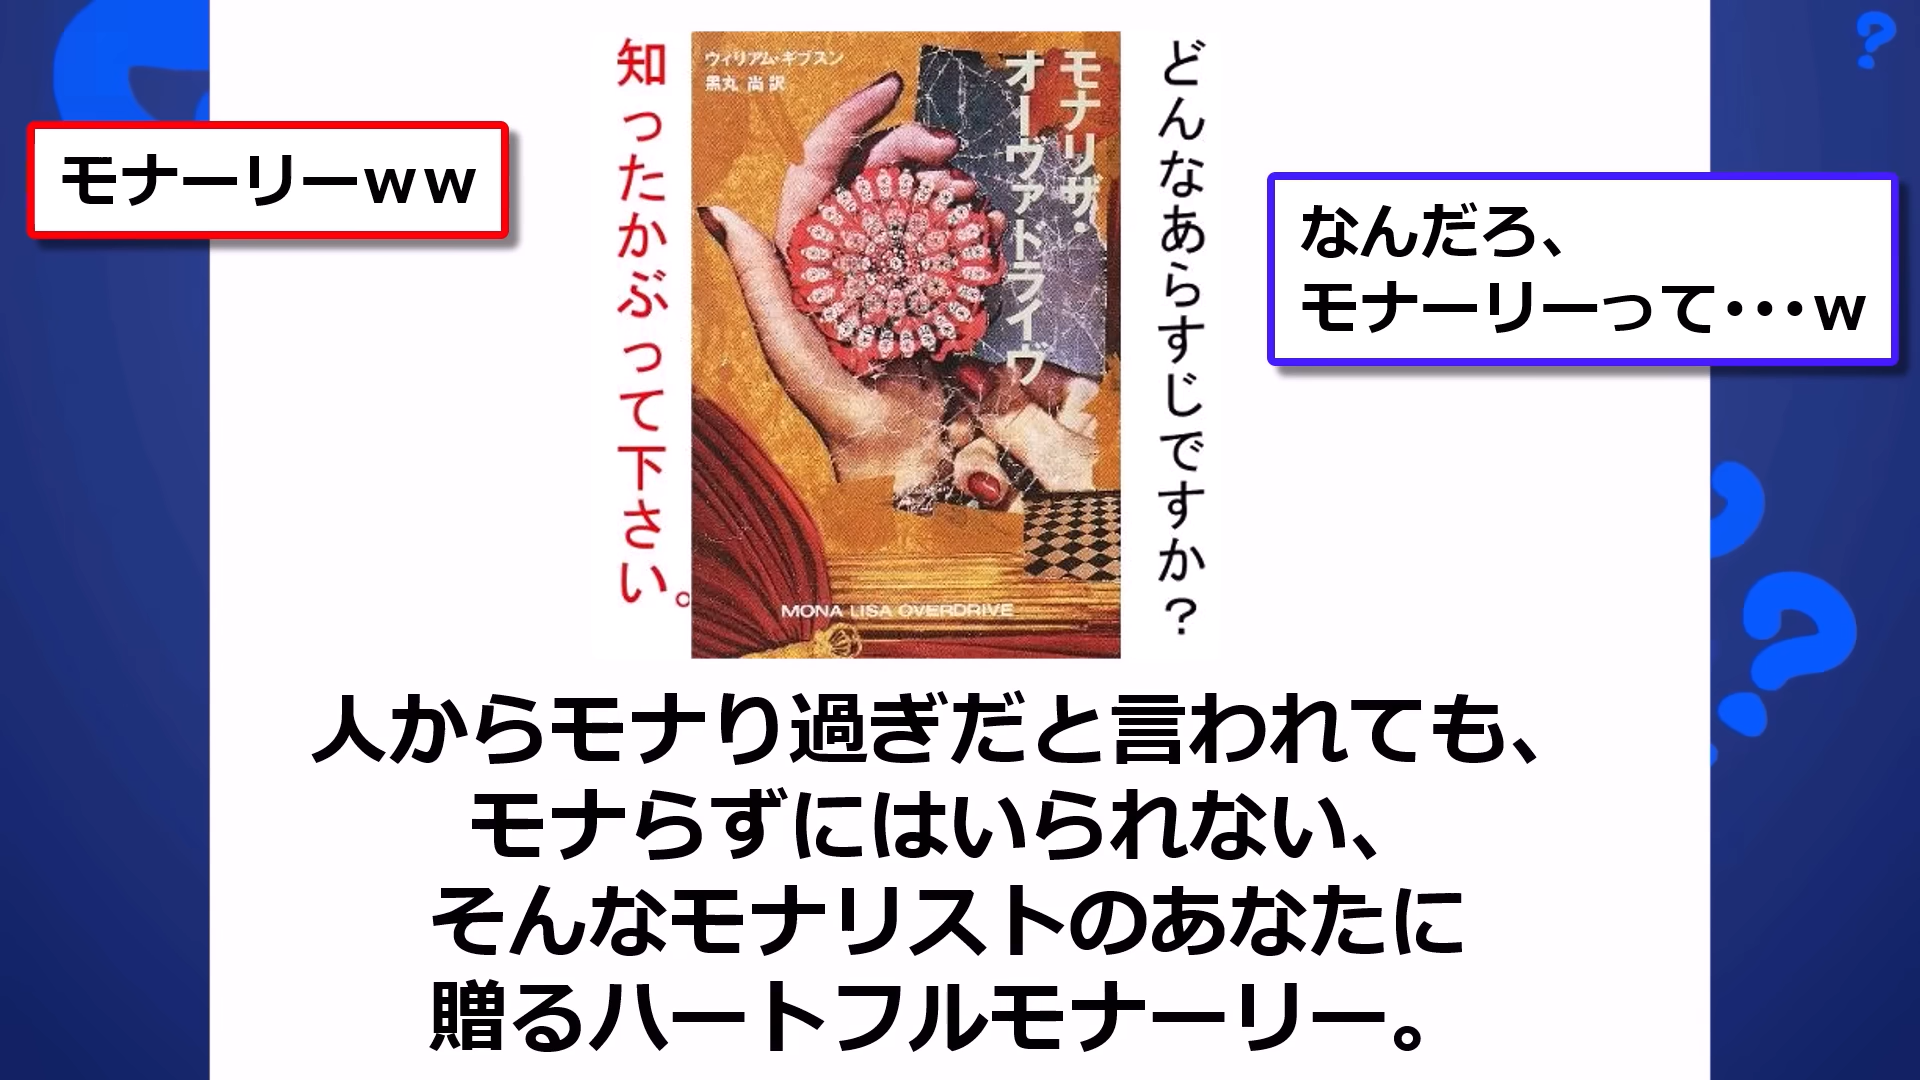 どんなあらすじですか？
知ったかぶって下さい。
ウィリアム・ギブスン
黒丸 尚 訳
モナリザ・
オーヴァドライヴ
MONA LISA OVERDRIVE
モナーリーｗｗ
なんだろ、
モナーリーって・・・ｗ
人からモナり過ぎだと言われても、
モナらずにはいられない、
そんなモナリストのあなたに
贈るハートフルモナーリー。